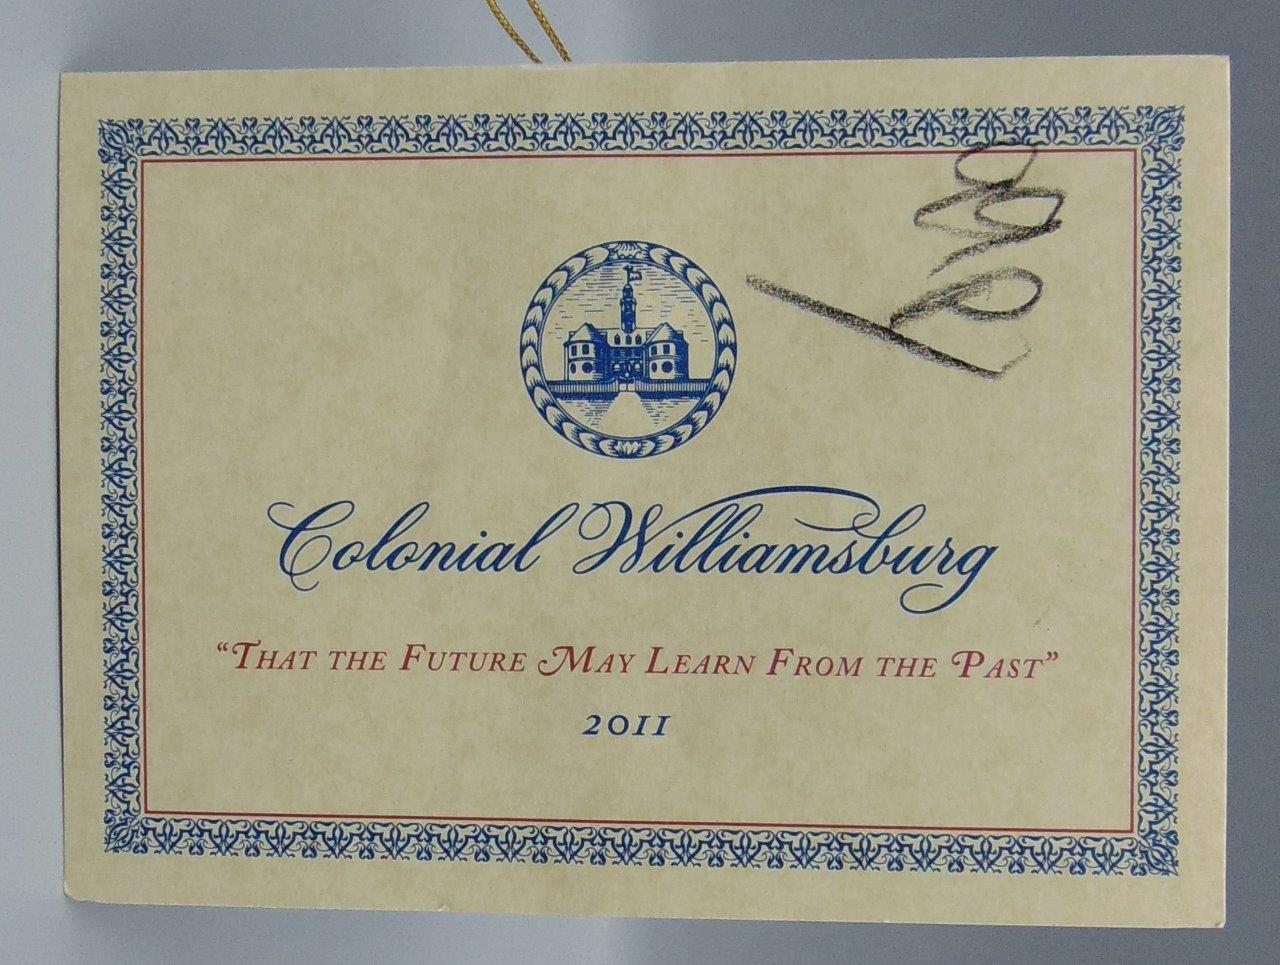 Colonial Williamsburg
“THAT THE FUTURE MAY LEARN FROM THE PAST”
2011